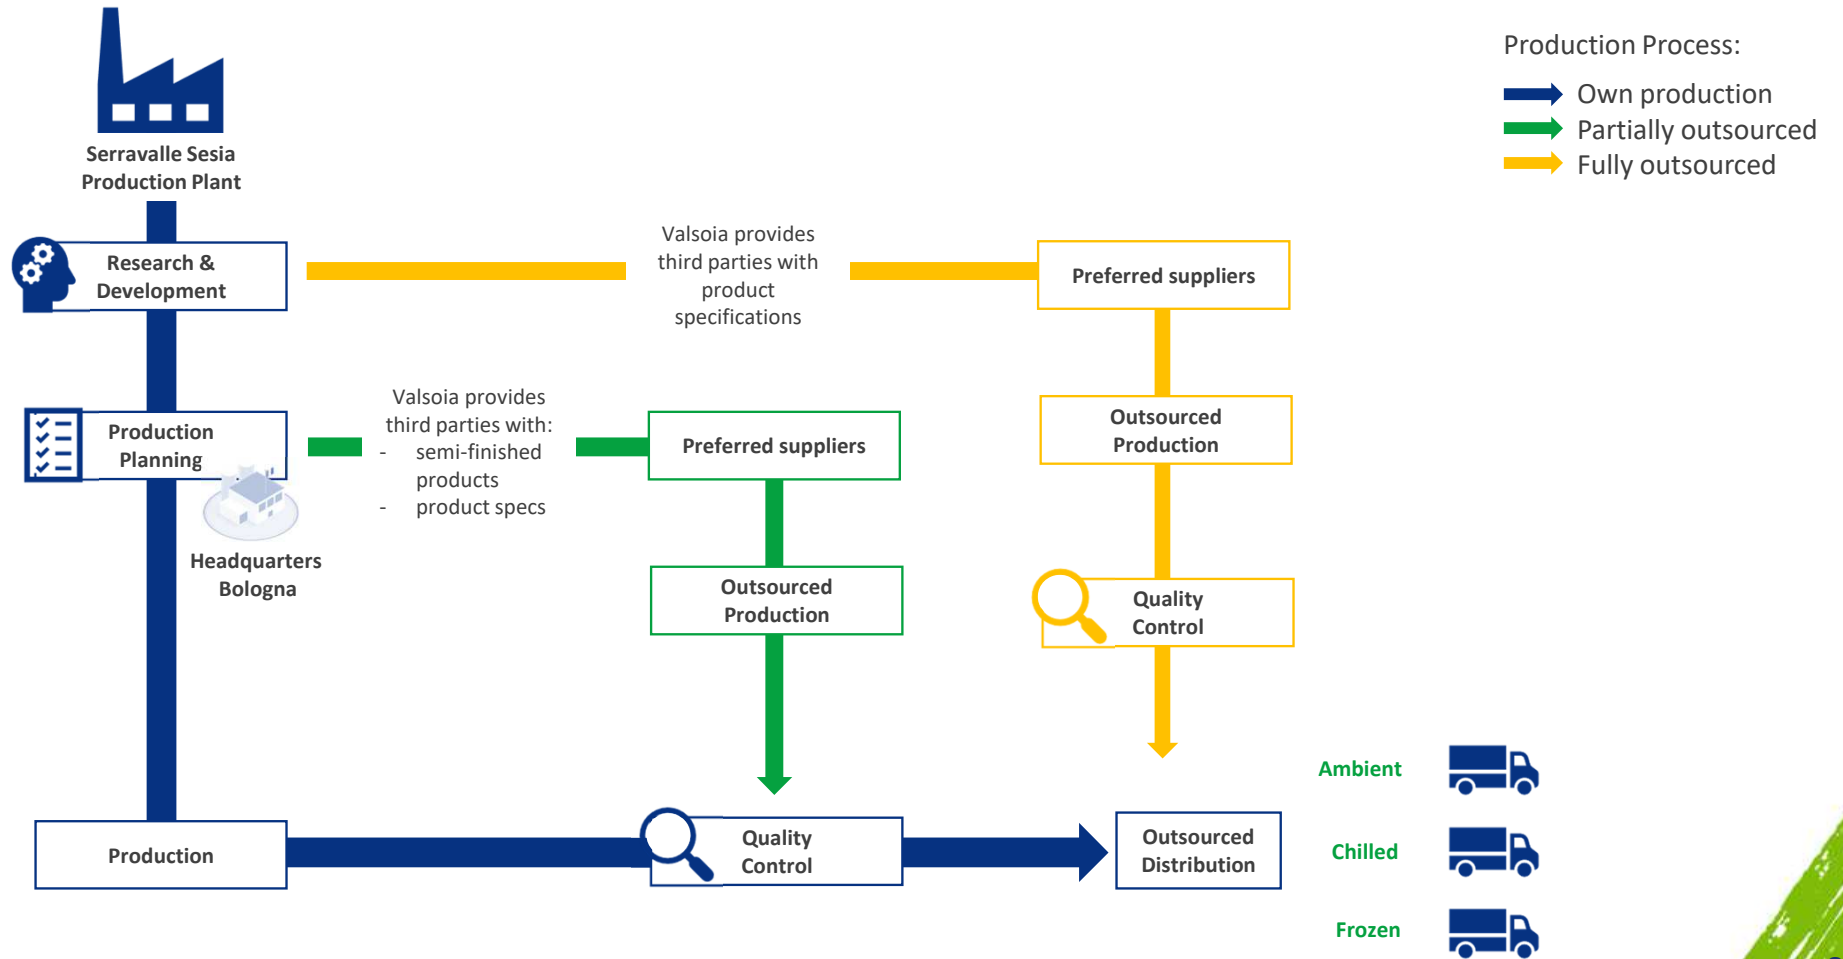 Production Process:
Own production
Partially outsourced
Fully outsourced
Serravalle Sesia
Production Plant
Research &
Development
Valsoia provides
third parties with
product
specifications
Preferred suppliers
Production
Planning
Headquarters
Bologna
Valsoia provides
third parties with:
- semi-finished
products
- product specs
Preferred suppliers
Outsourced
Production
Outsourced
Production
Quality
Control
Production
Quality
Control
Outsourced
Distribution
Ambient
Chilled
Frozen